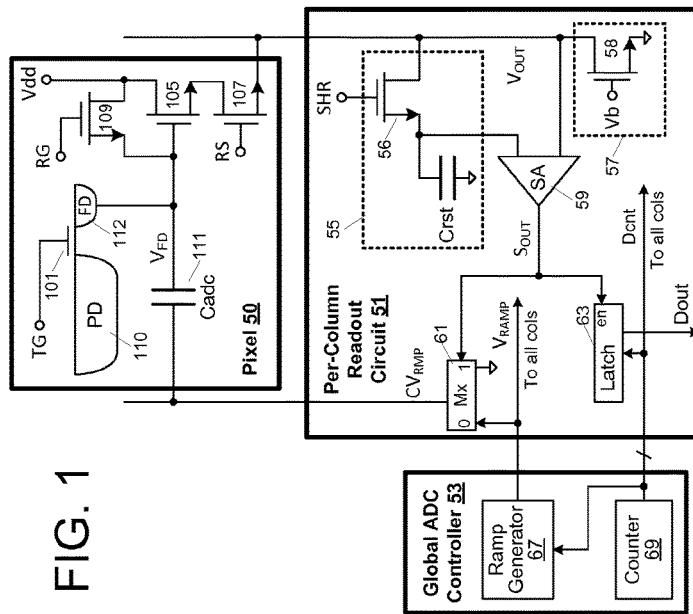 FIG. 1
TG
101
PD
110
FD
112
RG
109
Vdd
105
107
RS
V_FD
111
Cadc
Pixel 50
Per-Column
Readout
Circuit 51
SHR
55
56
Crst
V_OUT
SA
59
58
Vb
57
S_OUT
CV_RMP
61
0 Mx 1
V_RAMP
To all cols
63
Latch
en
Dout
Dcnt
To all cols
Global ADC
Controller 53
Ramp
Generator
67
Counter
69